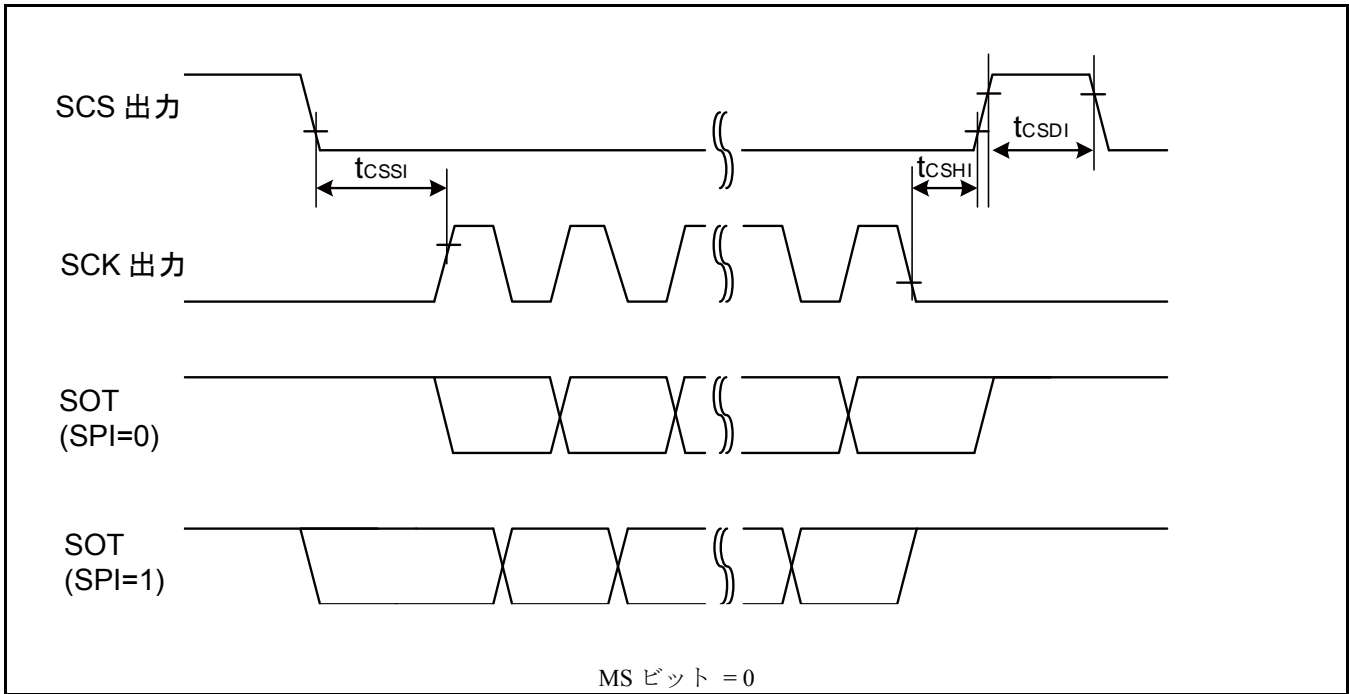 SCS 出力
tCSSI
tCSHI
tCSDI
SCK 出力
SOT
(SPI=0)
SOT
(SPI=1)
MS ビット = 0